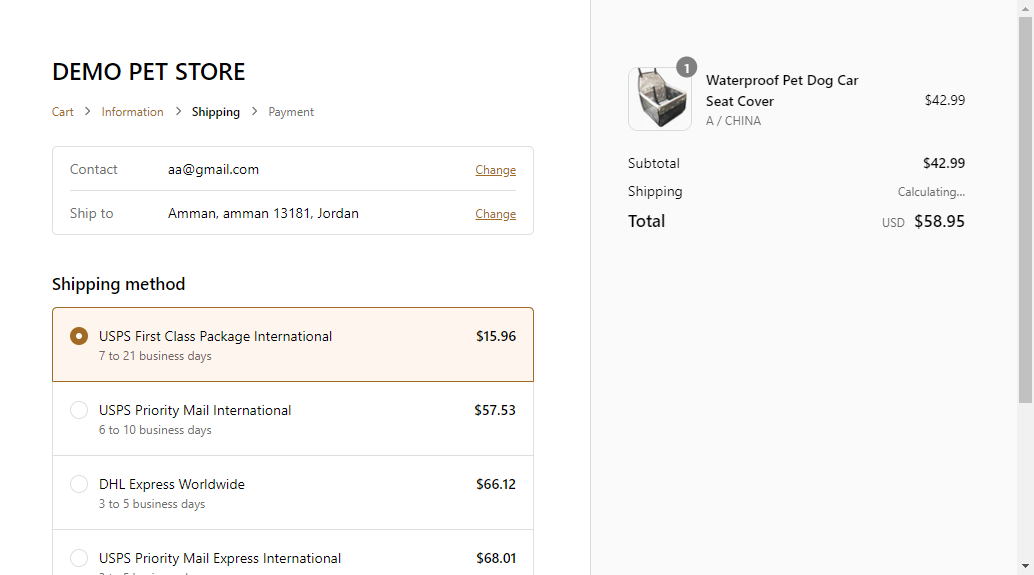 DEMO PET STORE
Cart > Information > Shipping > Payment
Contact aa@gmail.com Change
Ship to Amman, amman 13181, Jordan Change
Shipping method
USPS First Class Package International $15.96
7 to 21 business days
USPS Priority Mail International $57.53
6 to 10 business days
DHL Express Worldwide $66.12
3 to 5 business days
USPS Priority Mail Express International $68.01
1
Waterproof Pet Dog Car
Seat Cover $42.99
A / CHINA
Subtotal $42.99
Shipping Calculating...
Total USD $58.95